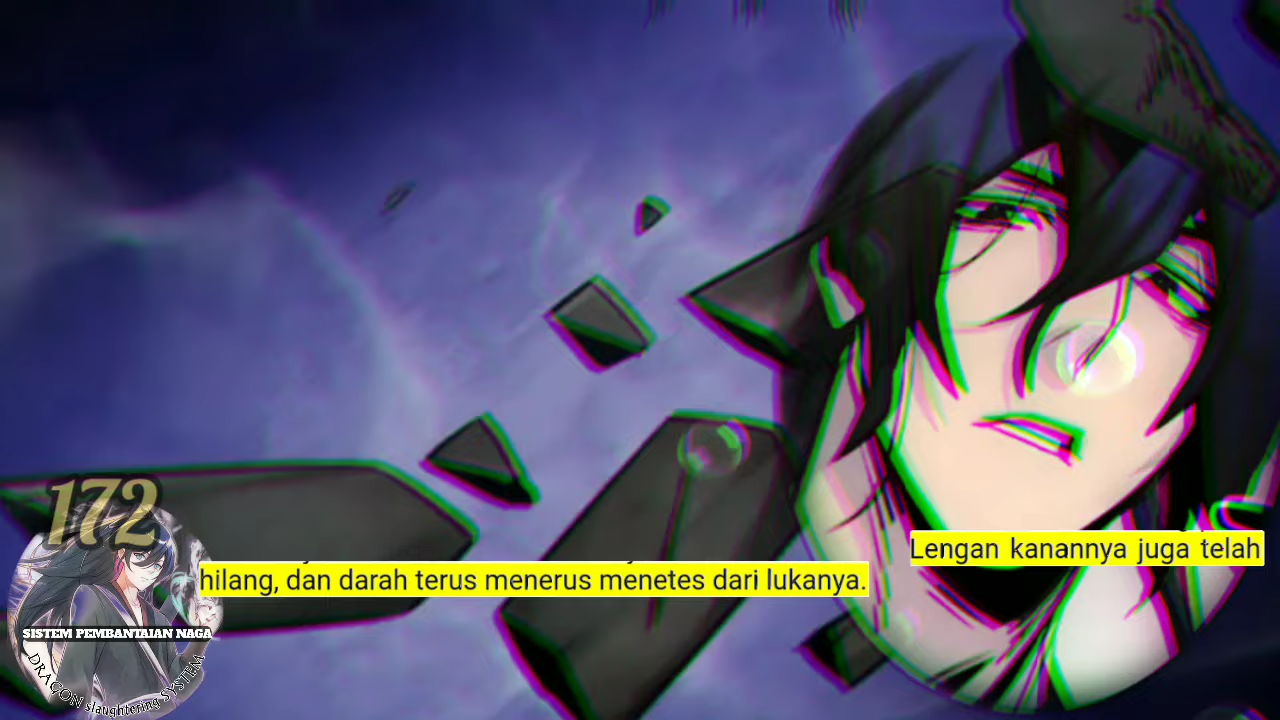 172
Lengan kanannya juga telah
hilang, dan darah terus menerus menetes dari lukanya.
SISTEM PEMBANTAIAN NAGA
DRAGON slaughtering SYSTEM